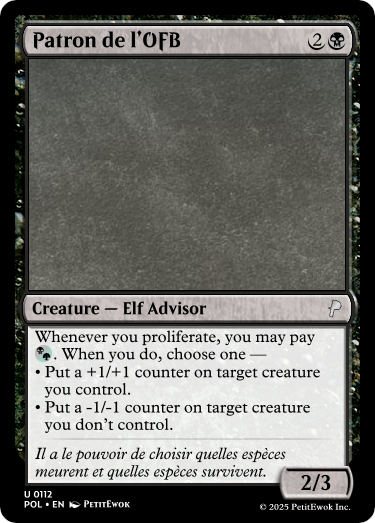 Patron de l'OFB 2
Creature — Elf Advisor
Whenever you proliferate, you may pay
. When you do, choose one —
• Put a +1/+1 counter on target creature
you control.
• Put a -1/-1 counter on target creature
you don't control.
Il a le pouvoir de choisir quelles espèces
meurent et quelles espèces survivent.
2/3
U 0112
POL • EN PetitEwok
© 2025 PetitEwok Inc.